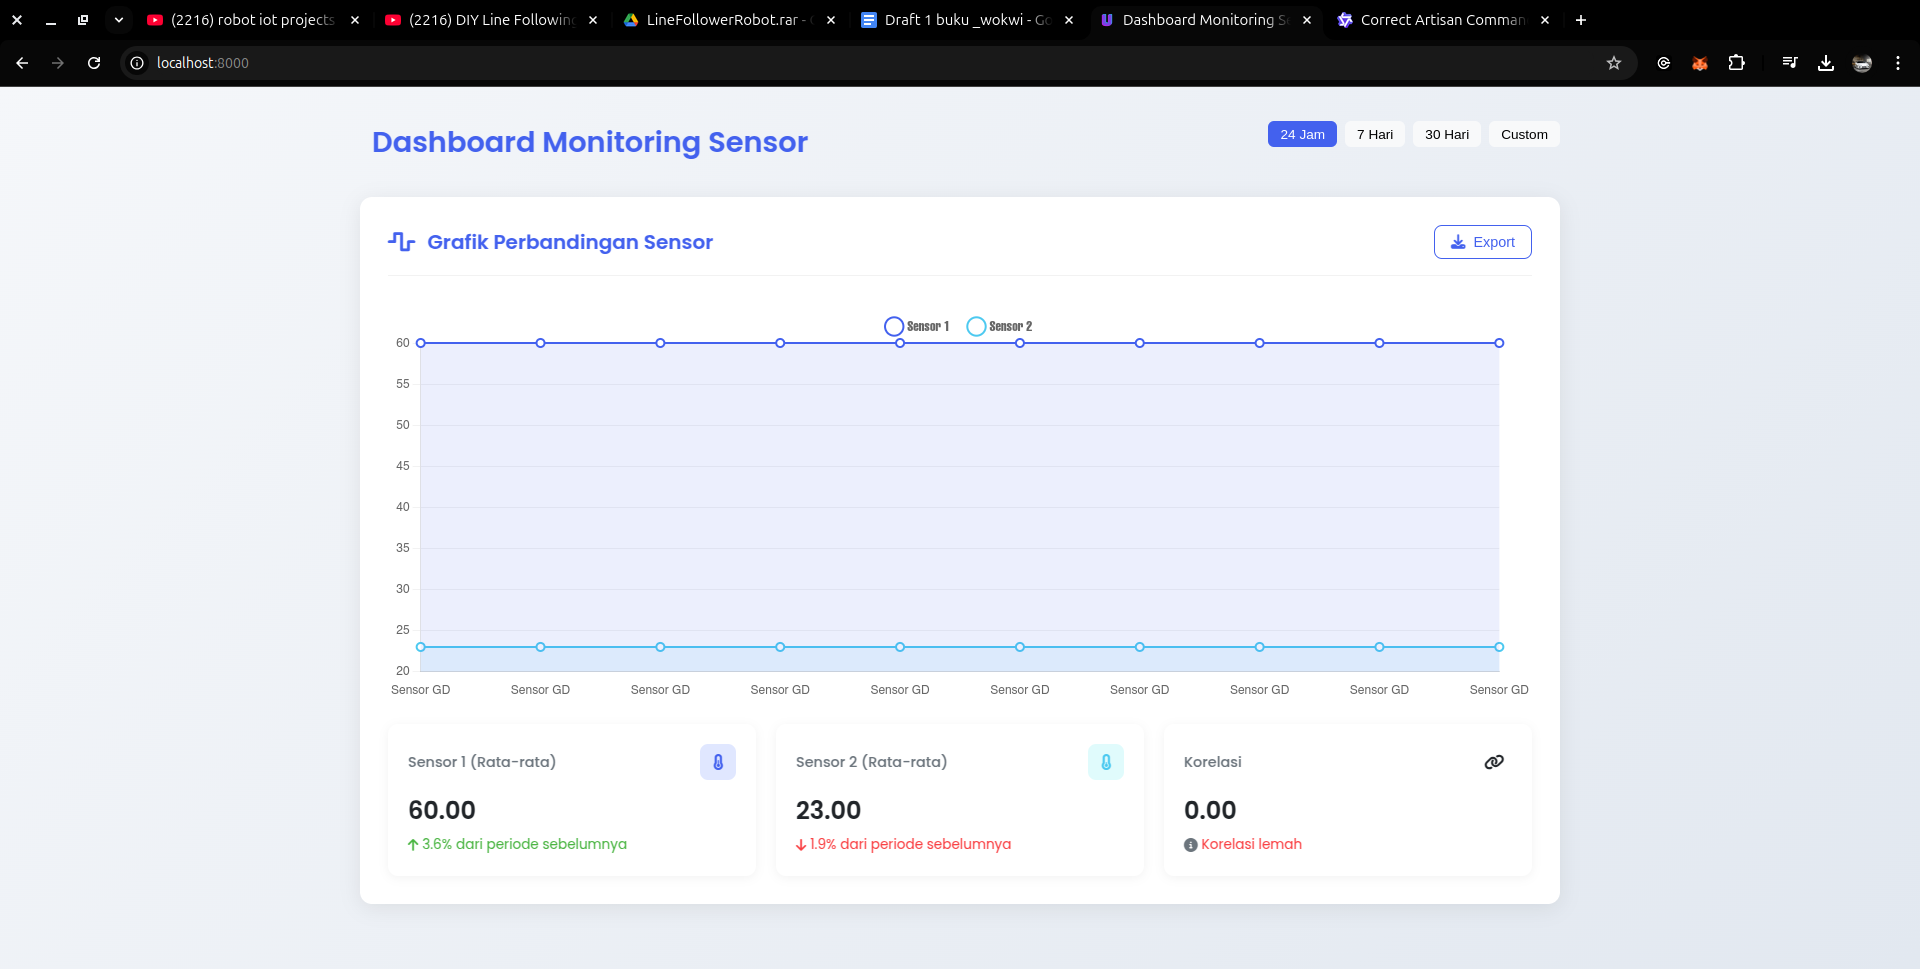 (2216) robot iot projects
(2216) DIY Line Following
LineFollowerRobot.rar - G
Draft 1 buku _wokwi - Go
Dashboard Monitoring Se
Correct Artisan Comman
localhost:8000
Dashboard Monitoring Sensor
24 Jam
7 Hari
30 Hari
Custom
Grafik Perbandingan Sensor
Export
Sensor 1
Sensor 2
60
55
50
45
40
35
30
25
20
Sensor GD
Sensor GD
Sensor GD
Sensor GD
Sensor GD
Sensor GD
Sensor GD
Sensor GD
Sensor GD
Sensor GD
Sensor 1 (Rata-rata)
60.00
3.6% dari periode sebelumnya
Sensor 2 (Rata-rata)
23.00
1.9% dari periode sebelumnya
Korelasi
0.00
Korelasi lemah